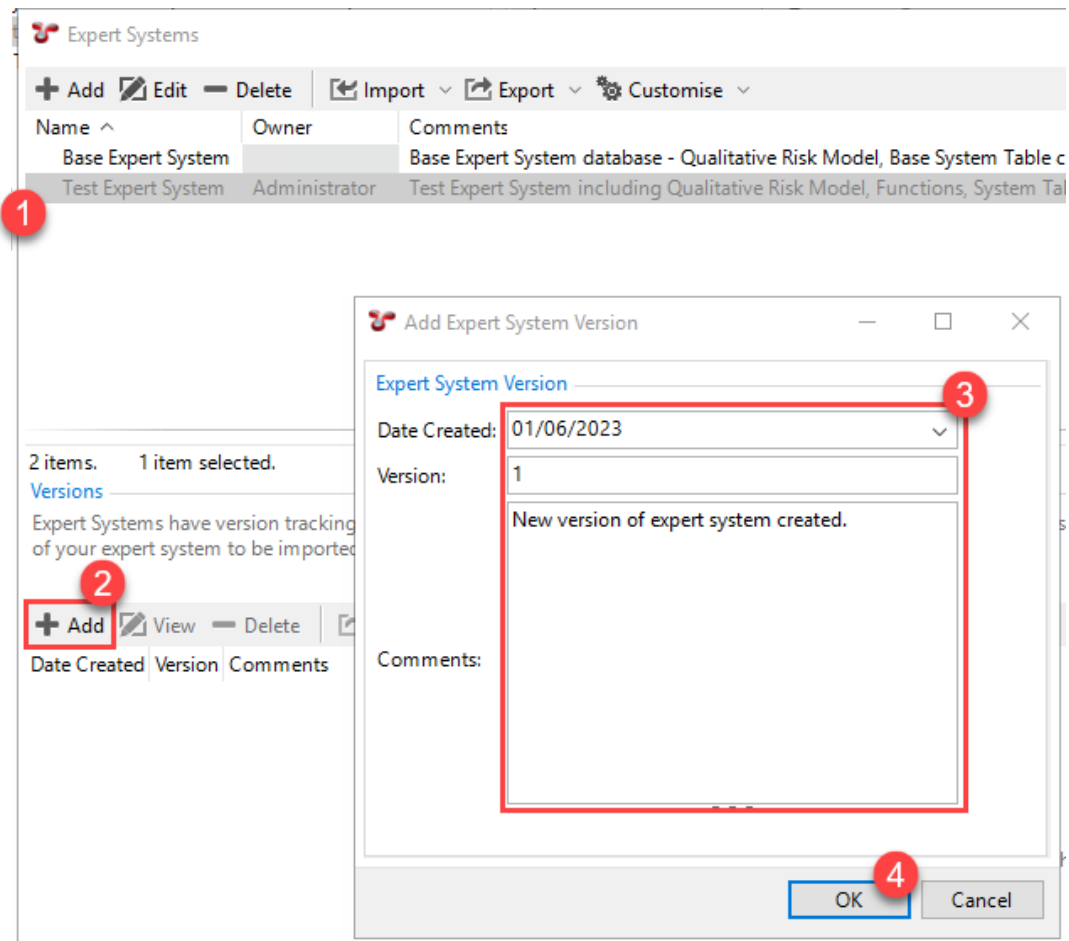 Expert Systems
Add Edit Delete Import Export Customise
Name Owner Comments
Base Expert System Base Expert System database - Qualitative Risk Model, Base System Table c
Test Expert System Administrator Test Expert System including Qualitative Risk Model, Functions, System Tal
1
Add Expert System Version
Expert System Version
3
Date Created: 01/06/2023
2 items. 1 item selected.
Version: 1
Versions
Expert Systems have version tracking
of your expert system to be imported
New version of expert system created.
2
Add View Delete
Date Created Version Comments
Comments:
4
OK Cancel